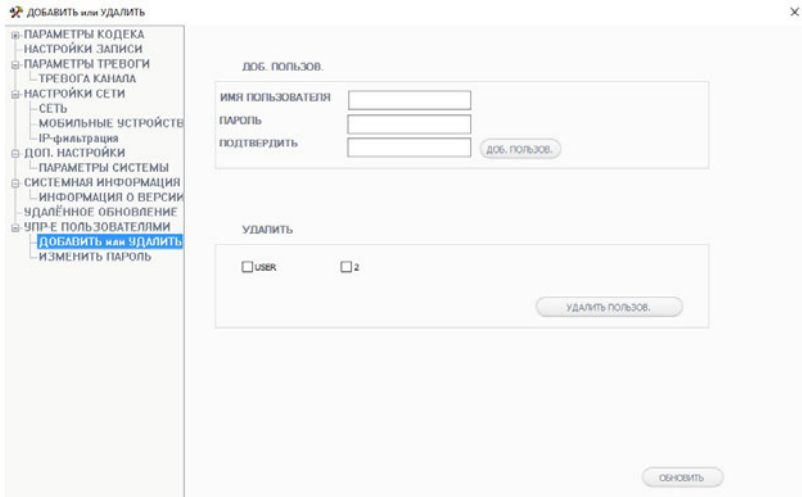 ДОБАВИТЬ или УДАЛИТЬ
ПАРАМЕТРЫ КОДЕКА
НАСТРОЙКИ ЗАПИСИ
ПАРАМЕТРЫ ТРЕВОГИ
ТРЕВОГА КАНАЛА
НАСТРОЙКИ СЕТИ
СЕТЬ
МОБИЛЬНЫЕ УСТРОЙСТВ
IP-фильтрация
ДОП. НАСТРОЙКИ
ПАРАМЕТРЫ СИСТЕМЫ
СИСТЕМНАЯ ИНФОРМАЦИЯ
ИНФОРМАЦИЯ О ВЕРСИИ
УДАЛЁННОЕ ОБНОВЛЕНИЕ
УПР-Е ПОЛЬЗОВАТЕЛЯМИ
ДОБАВИТЬ или УДАЛИТЬ
ИЗМЕНИТЬ ПАРОЛЬ
ДОБ. ПОЛЬЗОВ.
ИМЯ ПОЛЬЗОВАТЕЛЯ
ПАРОЛЬ
ПОДТВЕРДИТЬ
ДОБ. ПОЛЬЗОВ.
УДАЛИТЬ
USER
2
УДАЛИТЬ ПОЛЬЗОВ.
ОБНОВИТЬ